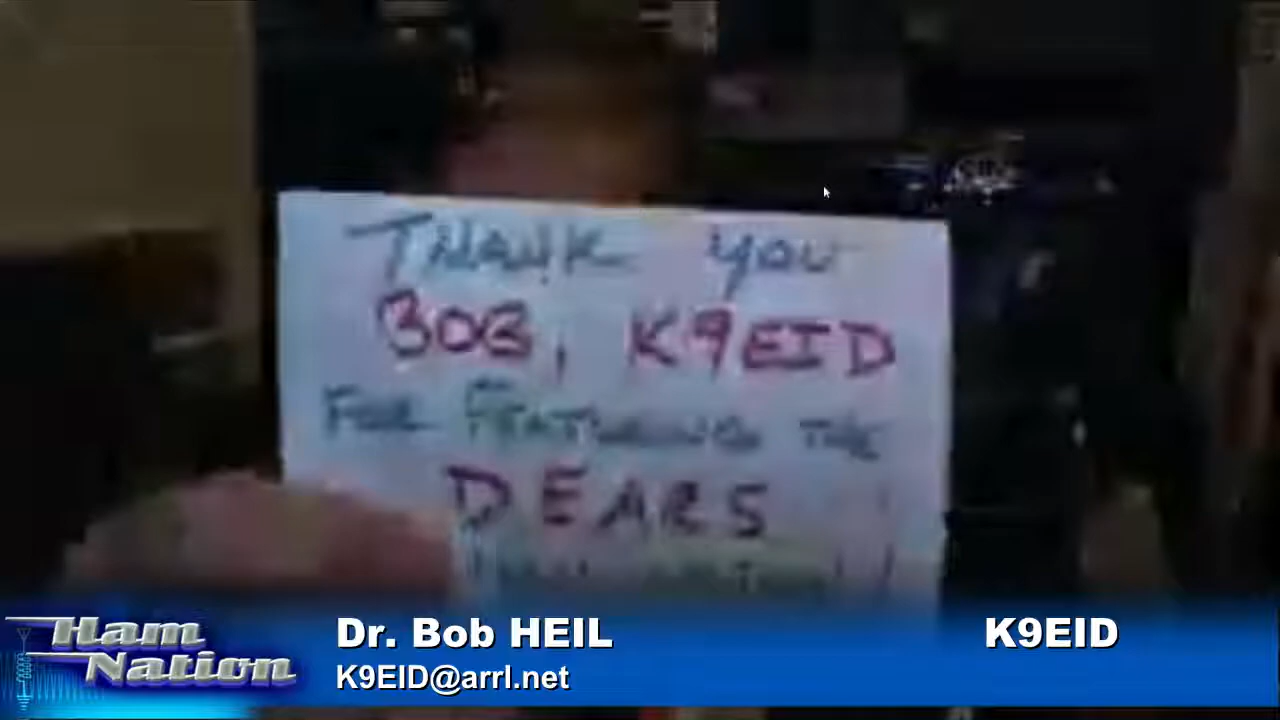 THANK you
BOB, K9EID
FOR FEATURING THE
DEARS
Ham
Nation
Dr. Bob HEIL
K9EID
K9EID@arrl.net